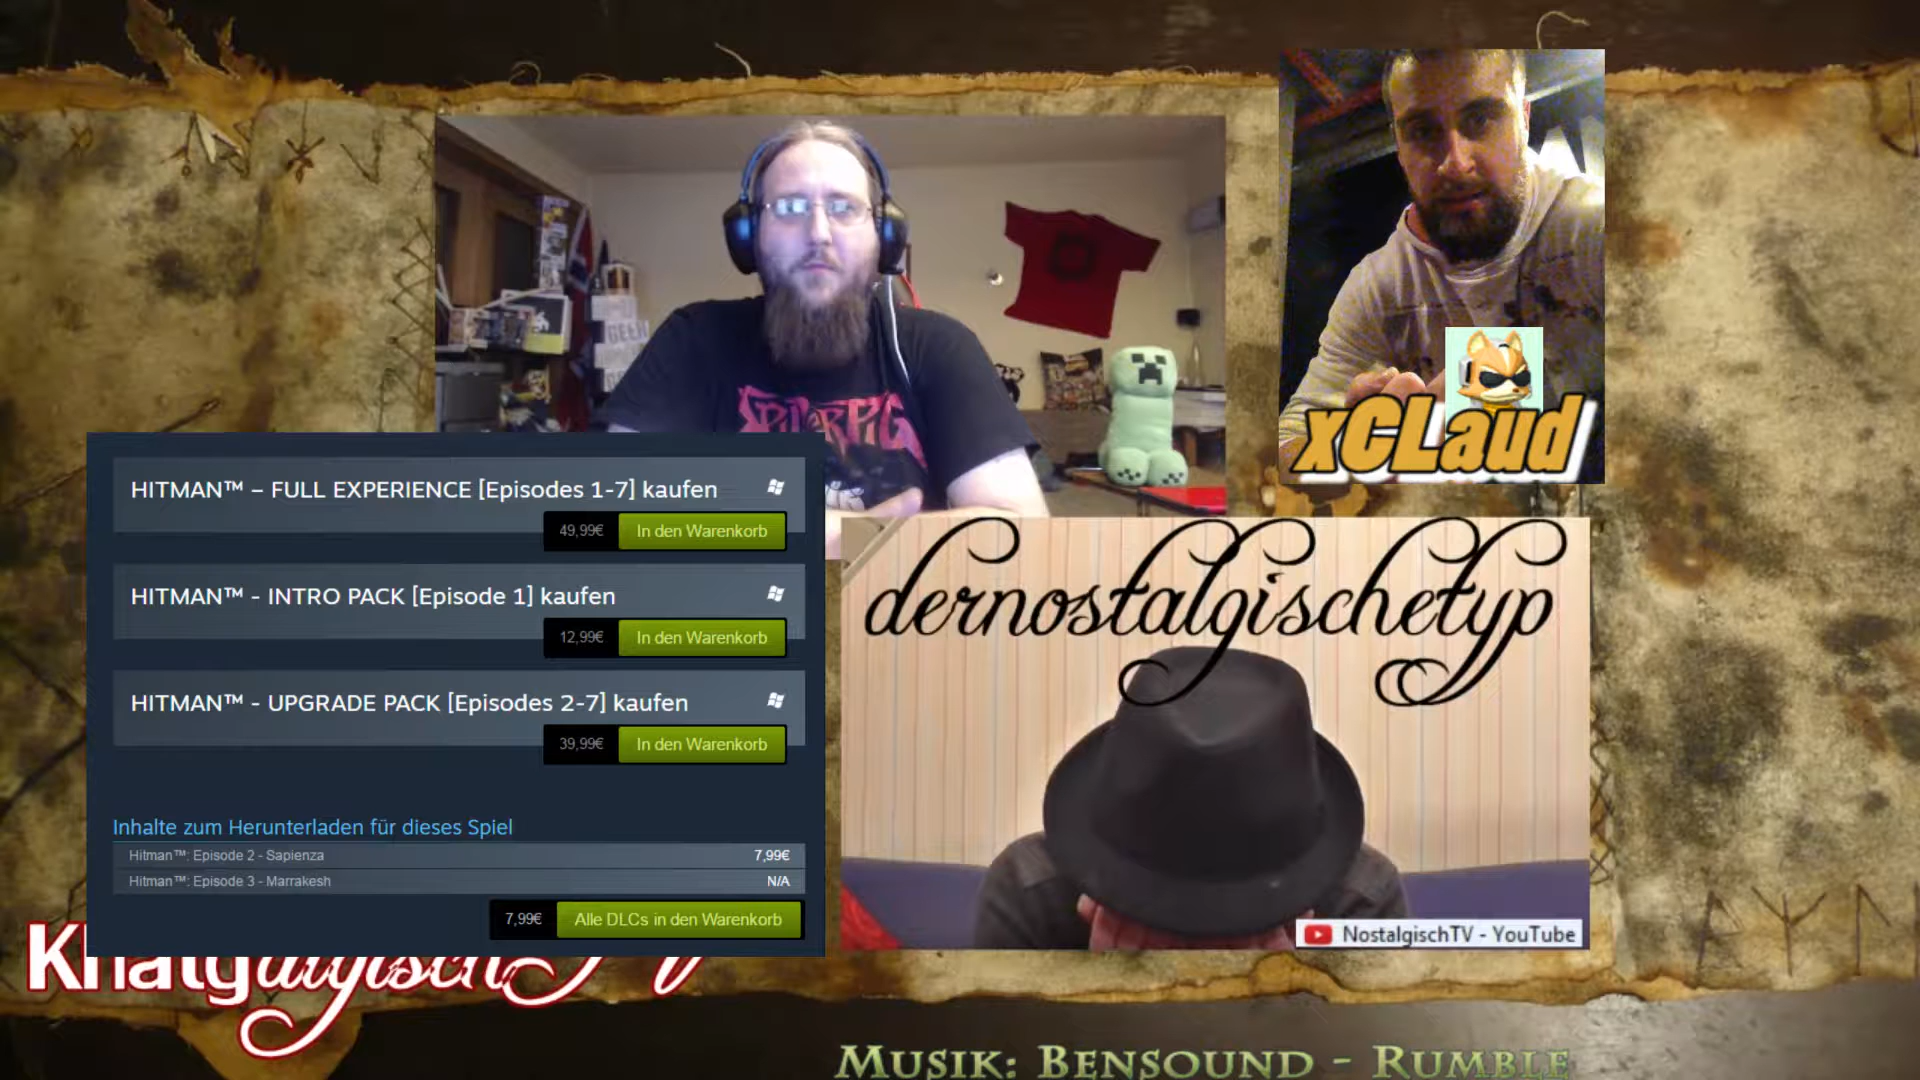 SPIDERPIG
xCLaud
HITMAN™ – FULL EXPERIENCE [Episodes 1-7] kaufen
49,99€ In den Warenkorb
HITMAN™ - INTRO PACK [Episode 1] kaufen
12,99€ In den Warenkorb
HITMAN™ - UPGRADE PACK [Episodes 2-7] kaufen
39,99€ In den Warenkorb
Inhalte zum Herunterladen für dieses Spiel
Hitman™: Episode 2 - Sapienza 7,99€
Hitman™: Episode 3 - Marrakesh N/A
7,99€ Alle DLCs in den Warenkorb
dernostalgischetyp
NostalgischTV - YouTube
MUSIK: BENSOUND - RUMBLE